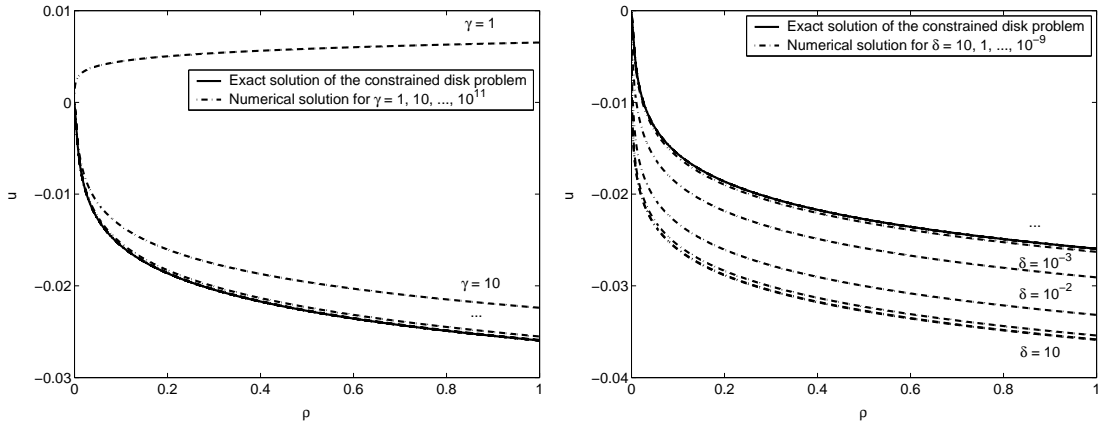 0.01
γ = 1
Exact solution of the constrained disk problem
Numerical solution for γ = 1, 10, ..., 10^11
0
−0.01
u
−0.02
γ = 10
...
−0.03
0 0.2 0.4 0.6 0.8 1
ρ
0
Exact solution of the constrained disk problem
Numerical solution for δ = 10, 1, ..., 10^−9
−0.01
u
−0.02
...
δ = 10^−3
−0.03
δ = 10^−2
δ = 10
−0.04
0 0.2 0.4 0.6 0.8 1
ρ